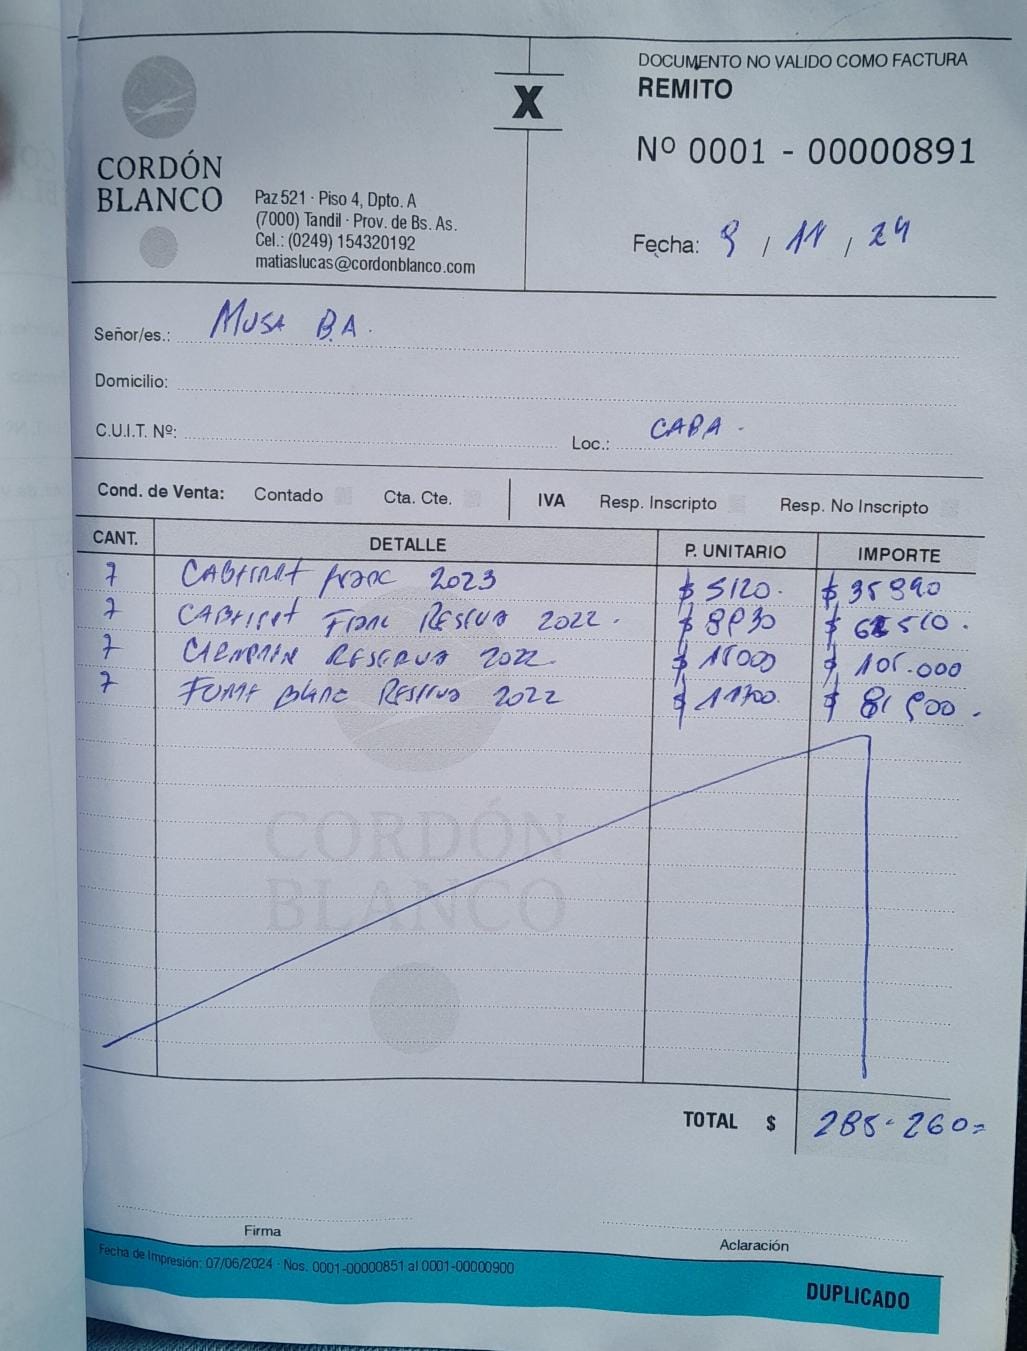 DOCUMENTO NO VALIDO COMO FACTURA
REMITO
X
Nº 0001 - 00000891
CORDÓN
BLANCO
Paz 521 · Piso 4, Dpto. A
(7000) Tandil · Prov. de Bs. As.
Cel.: (0249) 154320192
matiaslucas@cordonblanco.com
Fecha: 9 / 11 / 24
Señor/es.: MUSA B.A.
Domicilio:
C.U.I.T. Nº: Loc.: CABA.
Cond. de Venta: Contado Cta. Cte. IVA Resp. Inscripto Resp. No Inscripto
CANT. DETALLE P. UNITARIO IMPORTE
7 CABERNET FRANC 2023 $ 5120. $ 35840
7 CABERNET FRANC RESERVA 2022. $ 8930 $ 62510.
7 RESERVA 2022. $ 15000 $ 105.000
7 BLANC RESERVA 2022 $ 11700. $ 81900.
CORDÓN
BLANCO
TOTAL $ 285.260=
Firma
Aclaración
Fecha de Impresión: 07/06/2024 · Nos. 0001-00000851 al 0001-00000900
DUPLICADO